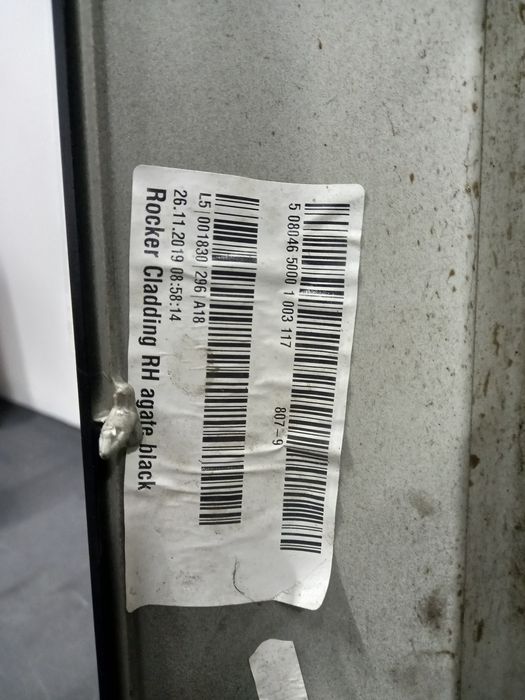 5 08046 5000 1 003 117
807-9
L5 001830 296 A18
26.11.2019 08:58:14
Rocker Cladding RH agate black